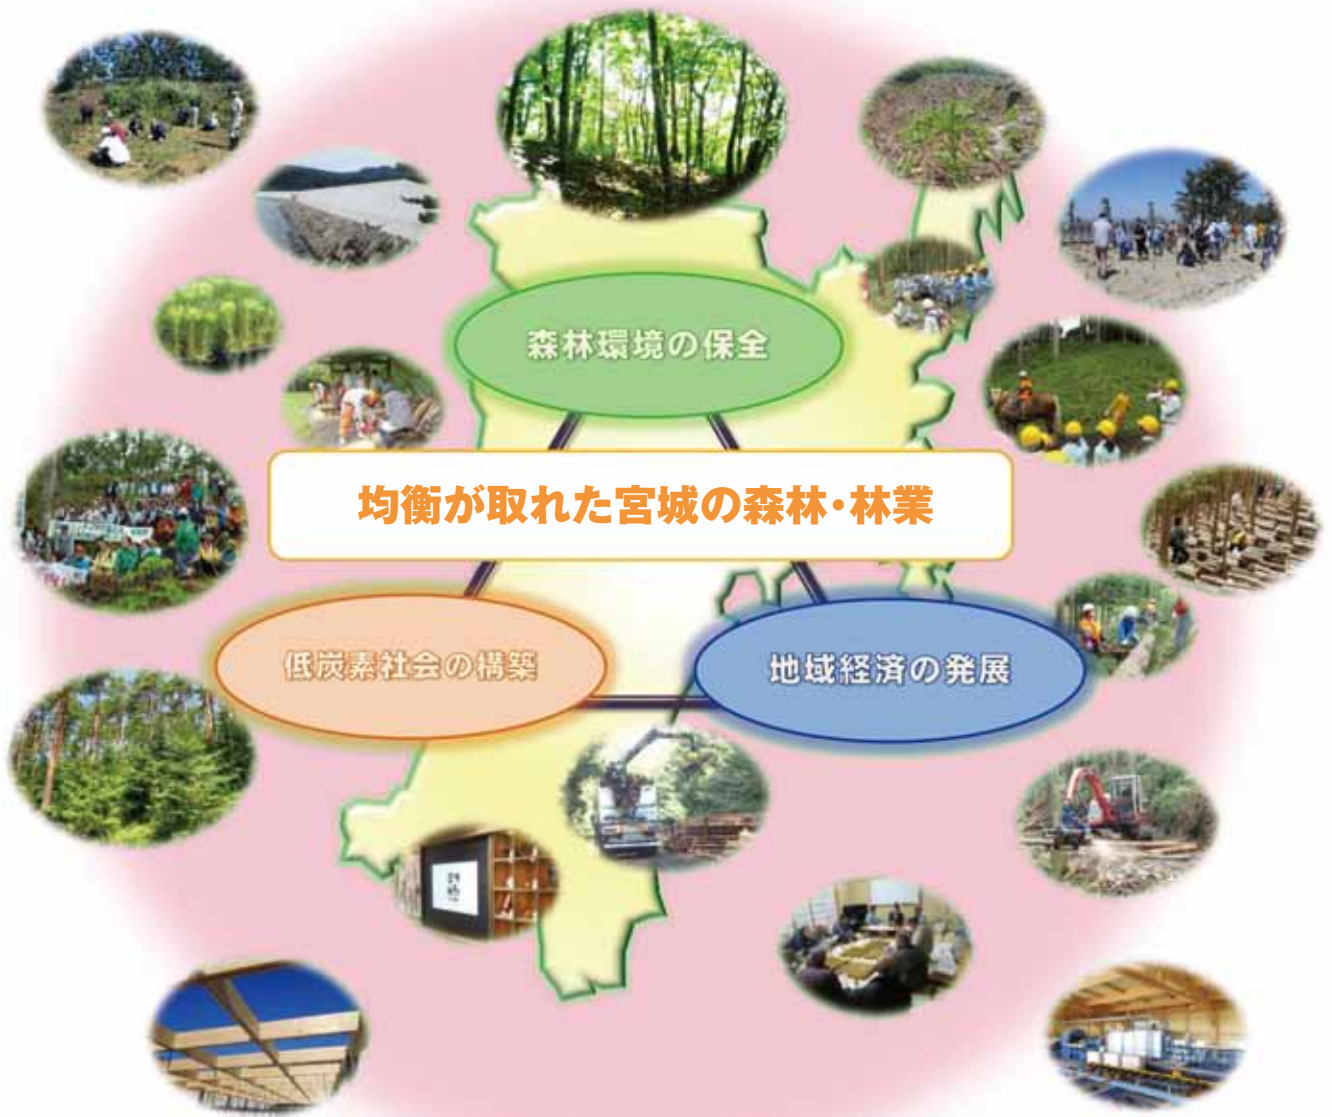 森林環境の保全
均衡が取れた宮城の森林・林業
低炭素社会の構築
地域経済の発展